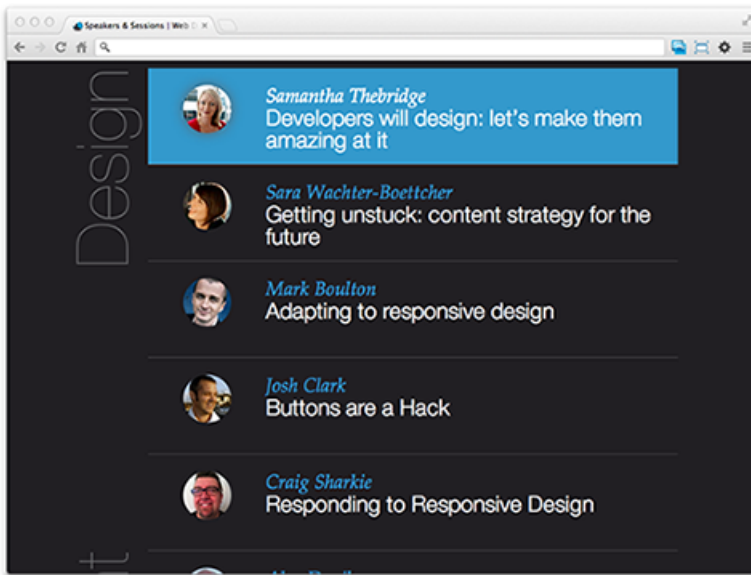 Speakers & Sessions | Web D
Design
Samantha Thebridge
Developers will design: let's make them
amazing at it
Sara Wachter-Boettcher
Getting unstuck: content strategy for the
future
Mark Boulton
Adapting to responsive design
Josh Clark
Buttons are a Hack
Craig Sharkie
Responding to Responsive Design